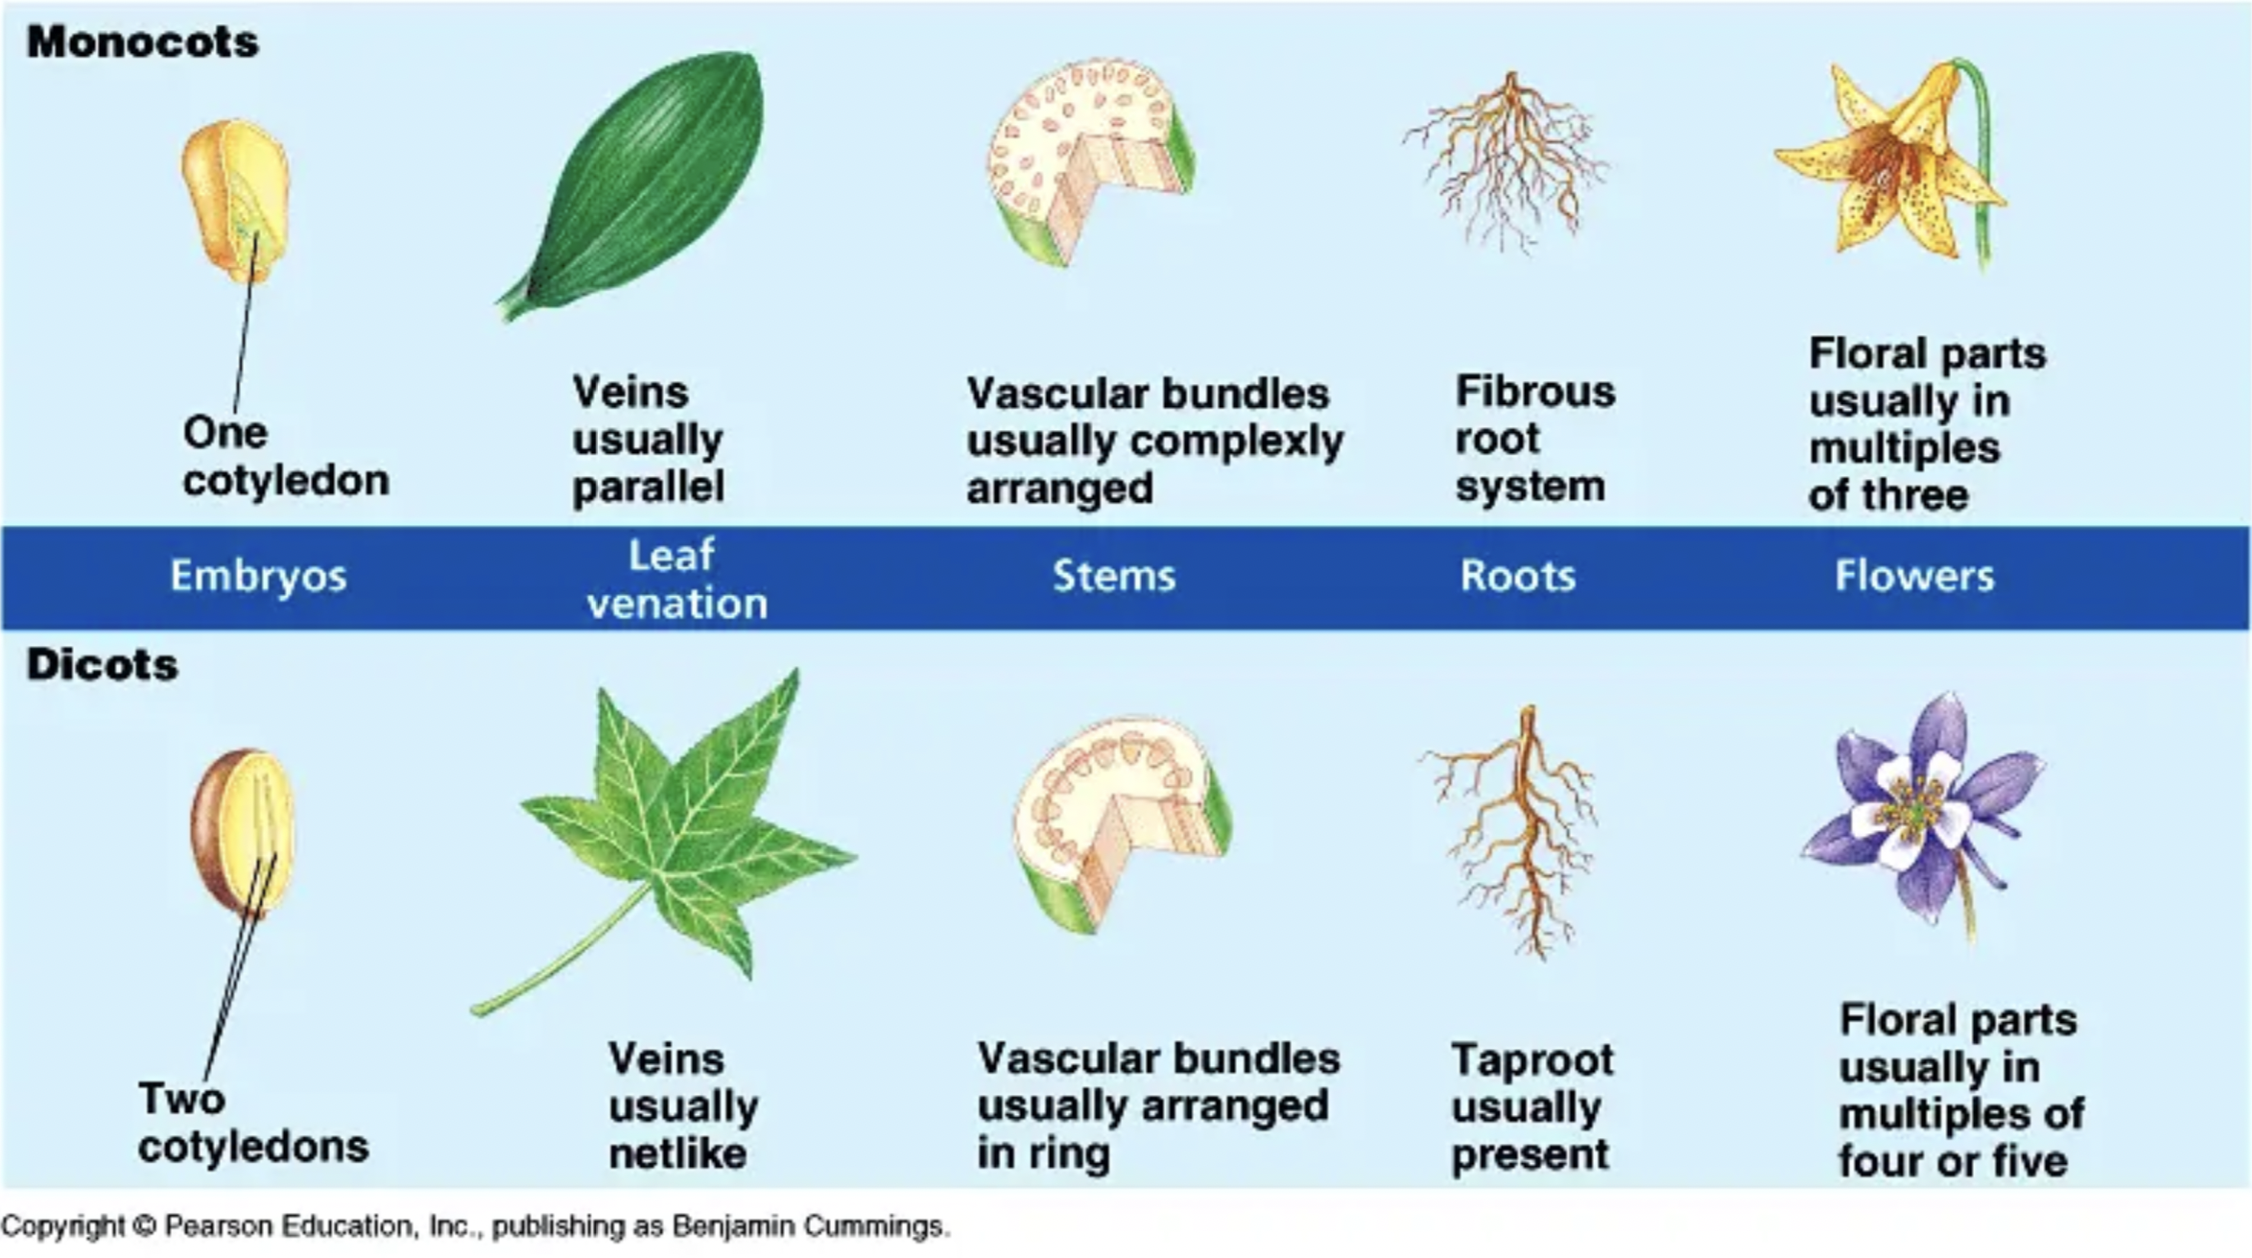 Monocots
One
cotyledon
Veins
usually
parallel
Vascular bundles
usually complexly
arranged
Fibrous
root
system
Floral parts
usually in
multiples
of three
Embryos
Leaf
venation
Stems
Roots
Flowers
Dicots
Two
cotyledons
Veins
usually
netlike
Vascular bundles
usually arranged
in ring
Taproot
usually
present
Floral parts
usually in
multiples of
four or five
Copyright © Pearson Education, Inc., publishing as Benjamin Cummings.